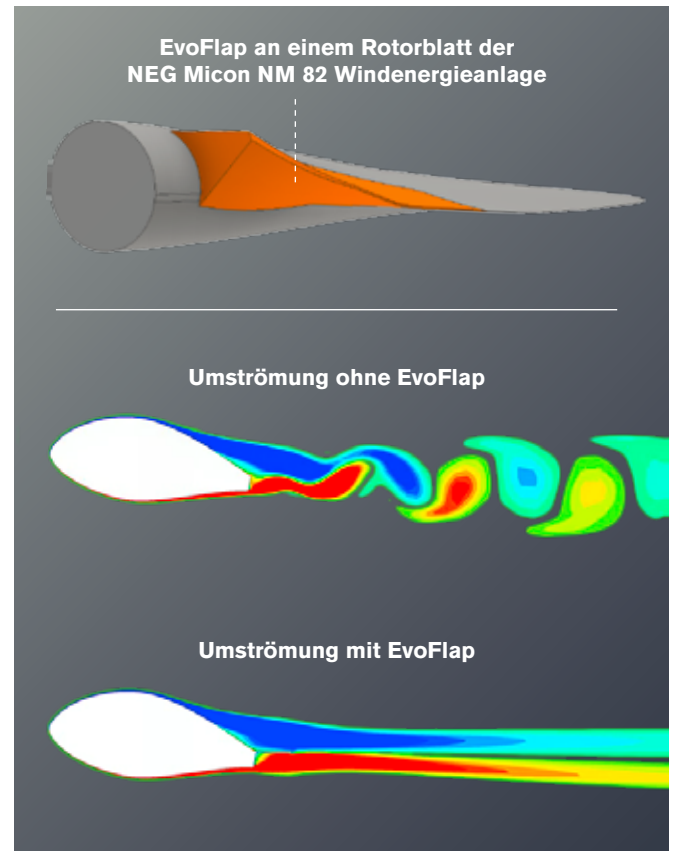 EvoFlap an einem Rotorblatt der
NEG Micon NM 82 Windenergieanlage
Umströmung ohne EvoFlap
Umströmung mit EvoFlap